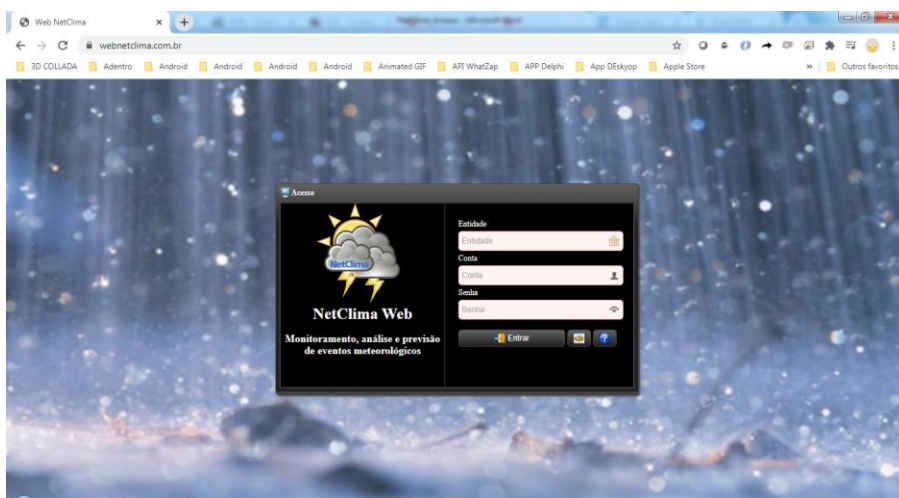 Web NetClima
webnetclima.com.br
3D COLLADA
Adentro
Android
Android
Android
Android
Animated GIF
API WhatZap
APP Delphi
App DEskyop
Apple Store
»
Outros favoritos
Acesso
NetClima
NetClima Web
Monitoramento, análise e previsão
de eventos meteorológicos
Entidade
Entidade
Conta
Conta
Senha
Senha
Entrar
?